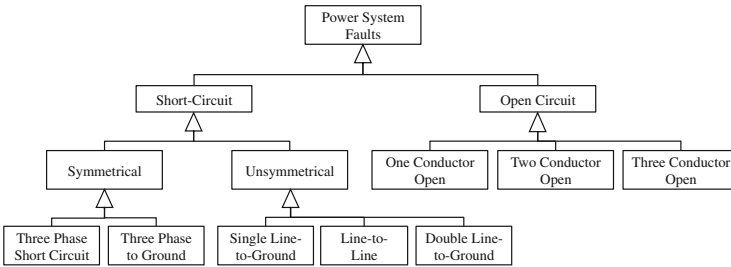 Power System
Faults
Short-Circuit
Open Circuit
Symmetrical
Unsymmetrical
One Conductor
Open
Two Conductor
Open
Three Conductor
Open
Three Phase
Short Circuit
Three Phase
to Ground
Single Line-
to-Ground
Line-to-
Line
Double Line-
to-Ground